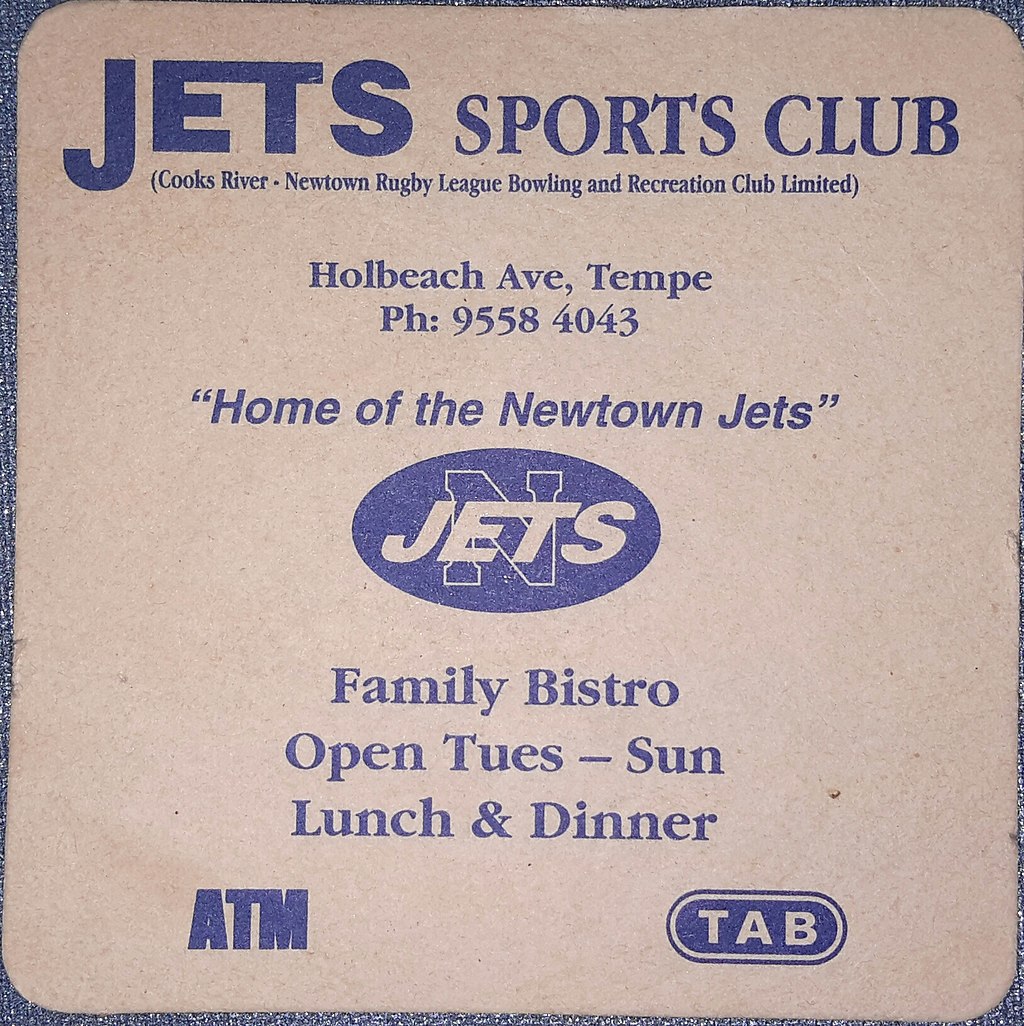 JETS SPORTS CLUB
(Cooks River · Newtown Rugby League Bowling and Recreation Club Limited)
Holbeach Ave, Tempe
Ph: 9558 4043
“Home of the Newtown Jets”
N JETS
Family Bistro
Open Tues – Sun
Lunch & Dinner
ATM
TAB